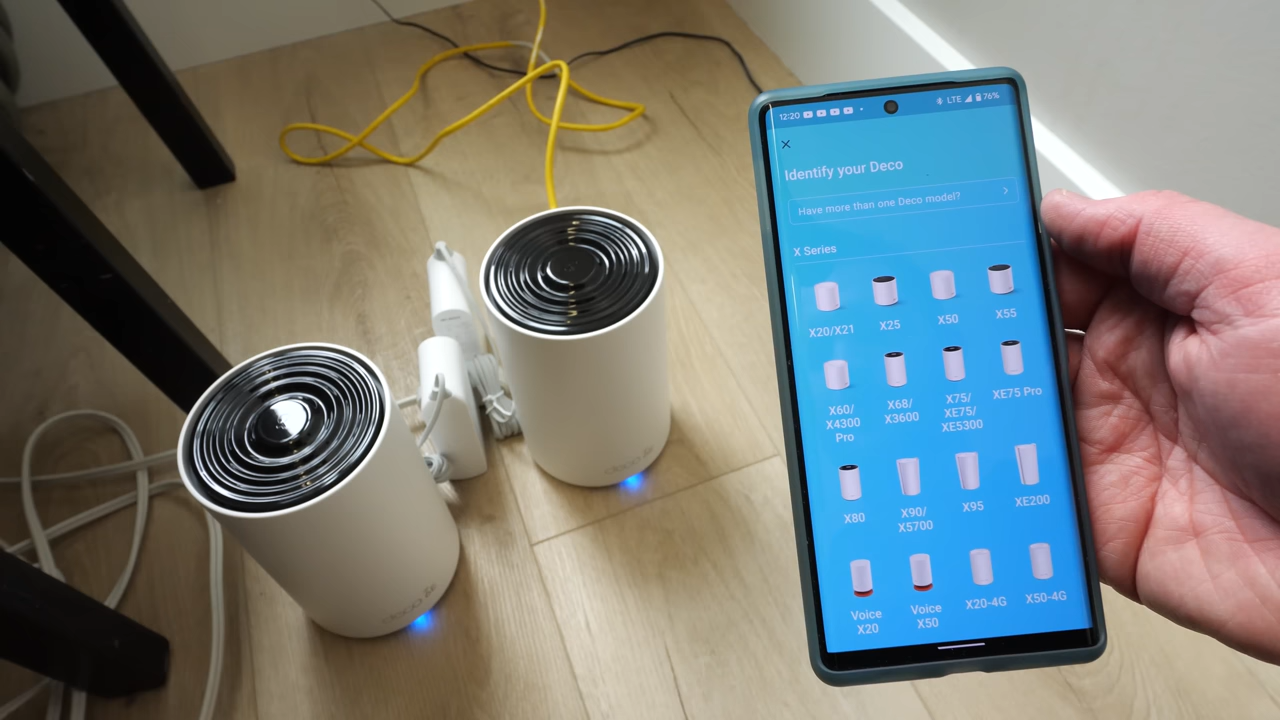 12:20 LTE 76%
Identify your Deco
Have more than one Deco model?
X Series
X20/X21 X25 X50 X55
X60/ X68/ X75/ XE75 Pro
X4300 X3600 XE75/
Pro XE5300
X80 X90/ X95 XE200
X5700
Voice Voice X20-4G X50-4G
X20 X50
deco
deco